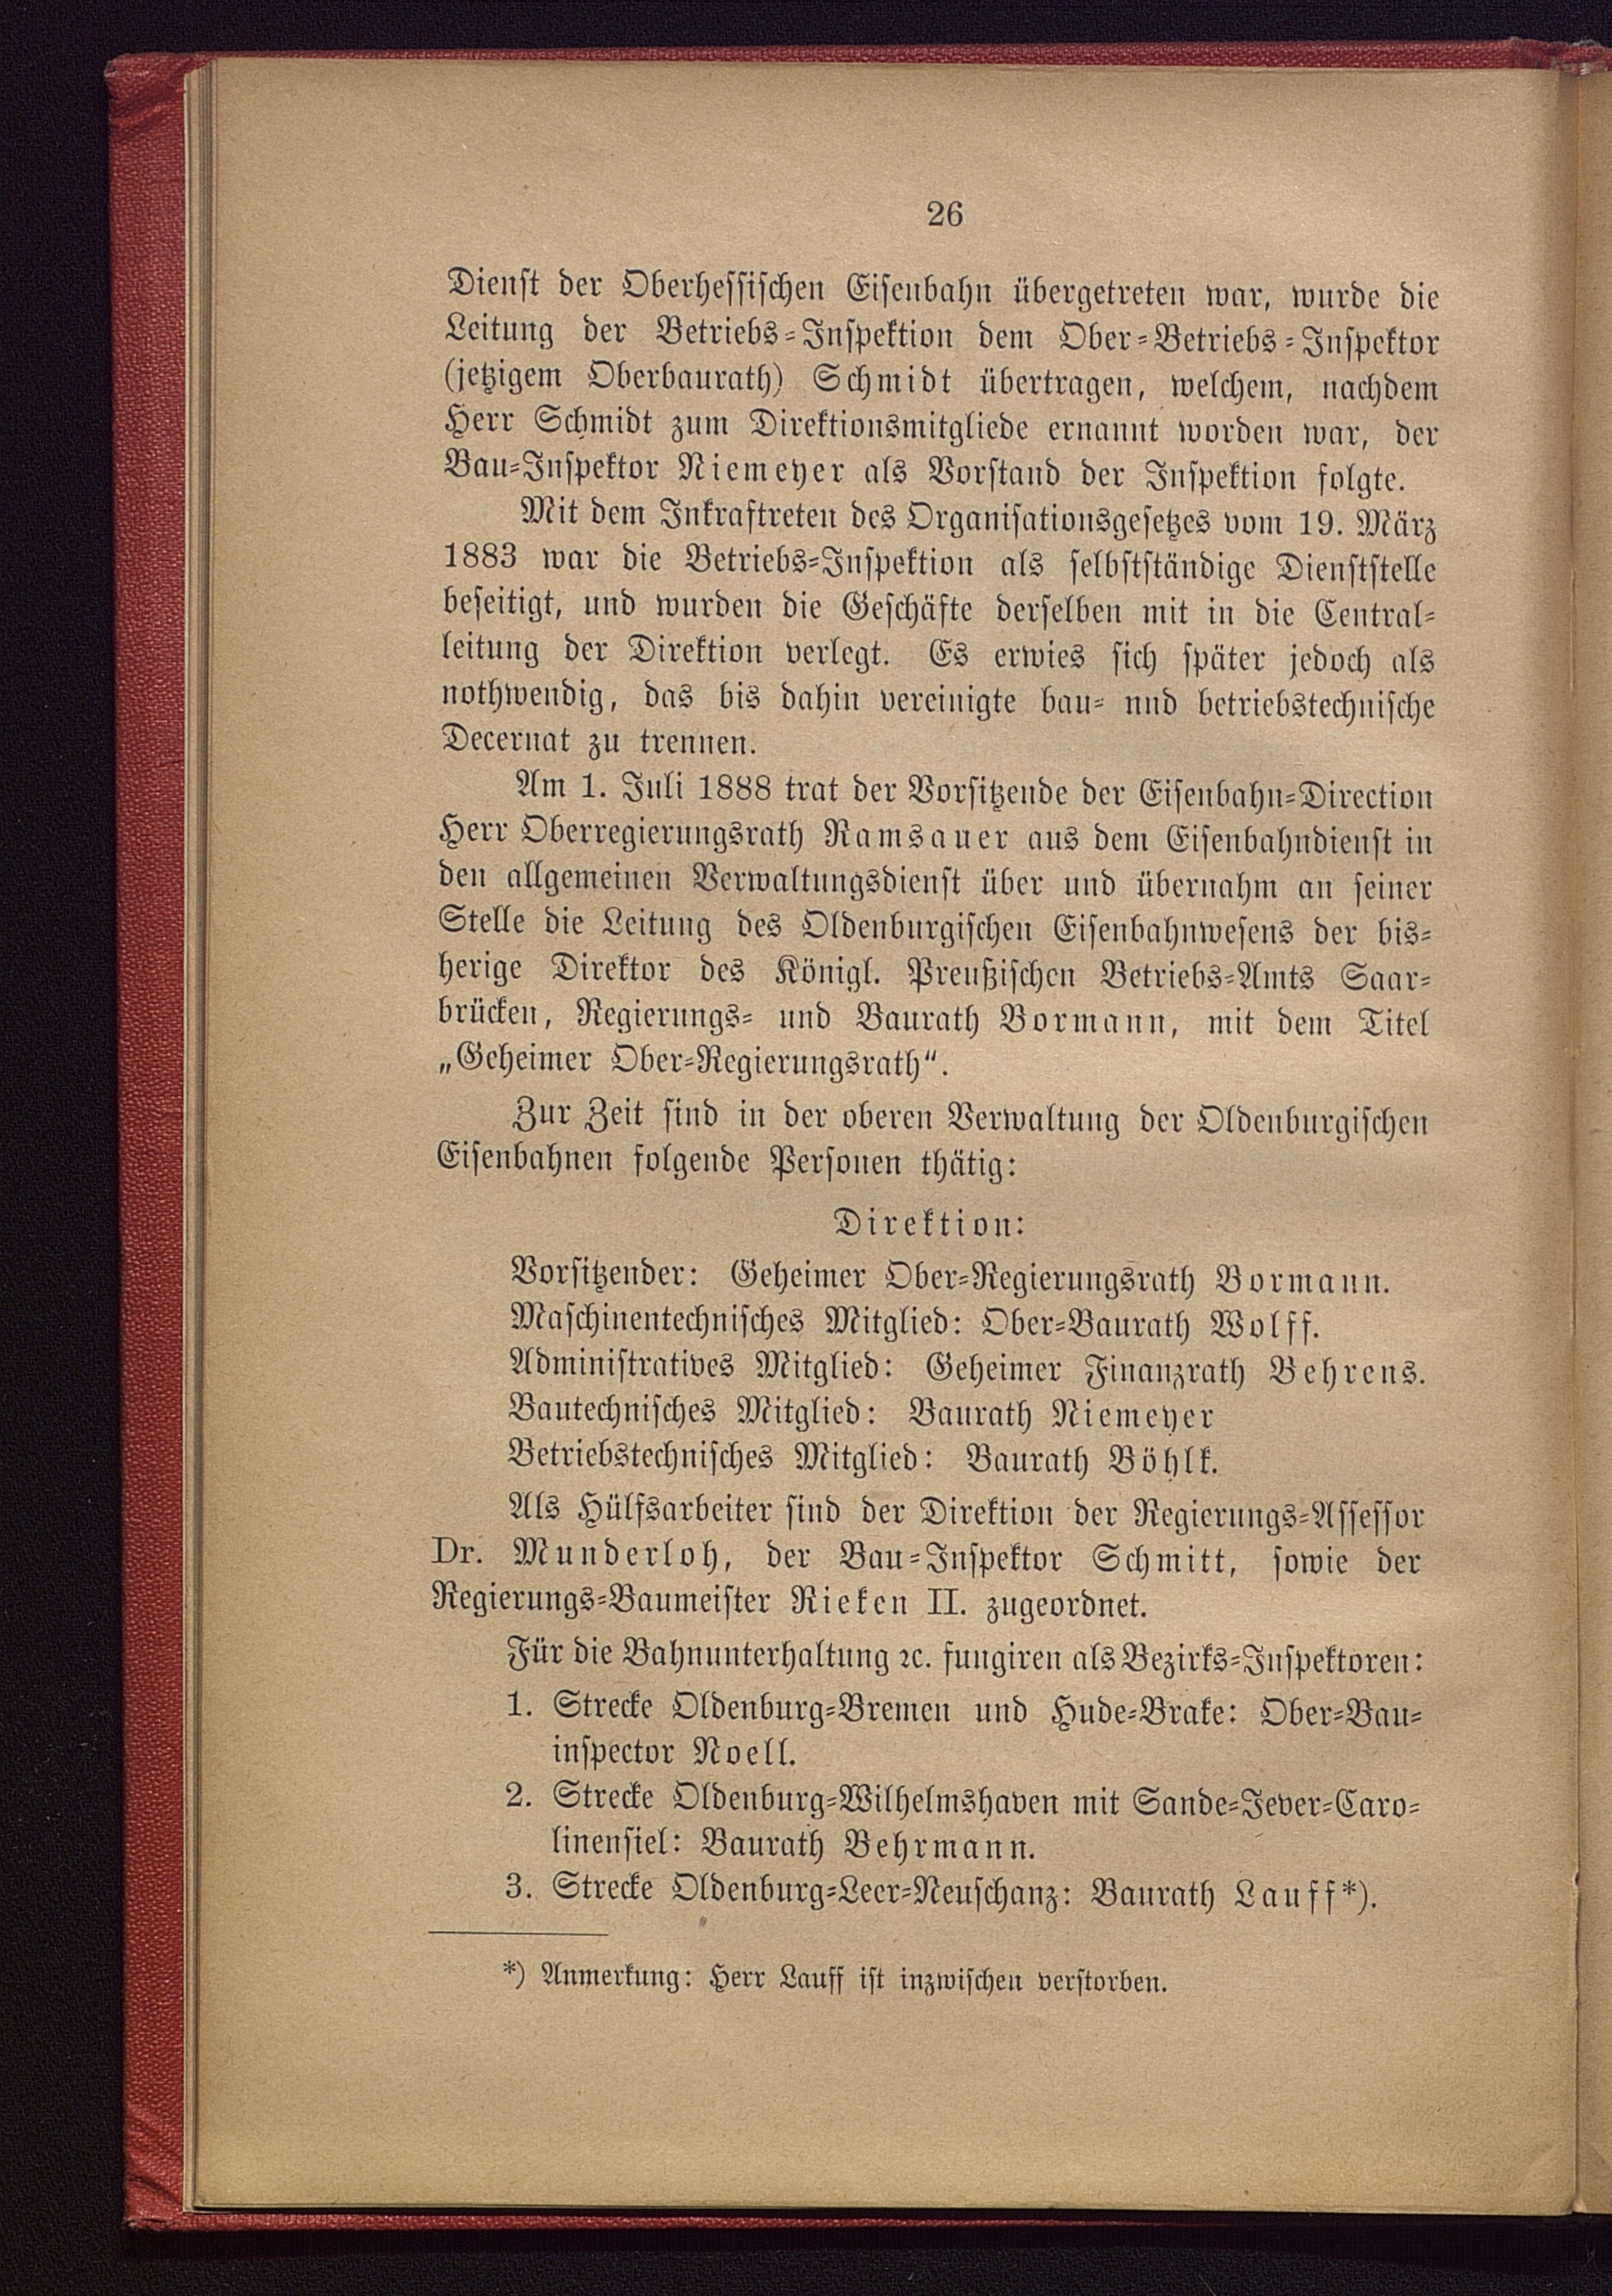 26
Dienst der Oberhessischen Eisenbahn übergetreten war, wurde die
Leitung der Betriebs-Inspektion dem Ober-Betriebs-Inspektor
(jetzigem Oberbaurath) Schmidt übertragen, welchem, nachdem
Herr Schmidt zum Direktionsmitgliede ernannt worden war, der
Bau-Inspektor Niemeyer als Vorstand der Inspektion folgte.
Mit dem Inkraftreten des Organisationsgesetzes vom 19. März
1883 war die Betriebs-Inspektion als selbstständige Dienststelle
beseitigt, und wurden die Geschäfte derselben mit in die Central-
leitung der Direktion verlegt. Es erwies sich später jedoch als
nothwendig, das bis dahin vereinigte bau- und betriebstechnische
Decernat zu trennen.
Am 1. Juli 1888 trat der Vorsitzende der Eisenbahn-Direction
Herr Oberregierungsrath Ramsauer aus dem Eisenbahndienst in
den allgemeinen Verwaltungsdienst über und übernahm an seiner
Stelle die Leitung des Oldenburgischen Eisenbahnwesens der bis-
herige Direktor des Königl. Preußischen Betriebs-Amts Saar-
brücken, Regierungs- und Baurath Bormann, mit dem Titel
„Geheimer Ober-Regierungsrath“.
Zur Zeit sind in der oberen Verwaltung der Oldenburgischen
Eisenbahnen folgende Personen thätig:
Direktion:
Vorsitzender: Geheimer Ober-Regierungsrath Bormann.
Maschinentechnisches Mitglied: Ober-Baurath Wolff.
Administratives Mitglied: Geheimer Finanzrath Behrens.
Bautechnisches Mitglied: Baurath Niemeyer
Betriebstechnisches Mitglied: Baurath Böhlk.
Als Hülfsarbeiter sind der Direktion der Regierungs-Assessor
Dr. Munderloh, der Bau-Inspektor Schmitt, sowie der
Regierungs-Baumeister Rieken II. zugeordnet.
Für die Bahnunterhaltung ꝛc. fungiren als Bezirks-Inspektoren:
1. Strecke Oldenburg-Bremen und Hude-Brake: Ober-Bau-
inspector Noell.
2. Strecke Oldenburg-Wilhelmshaven mit Sande-Jever-Caro-
linensiel: Baurath Behrmann.
3. Strecke Oldenburg-Leer-Neuschanz: Baurath Lauff*).
*) Anmerkung: Herr Lauff ist inzwischen verstorben.